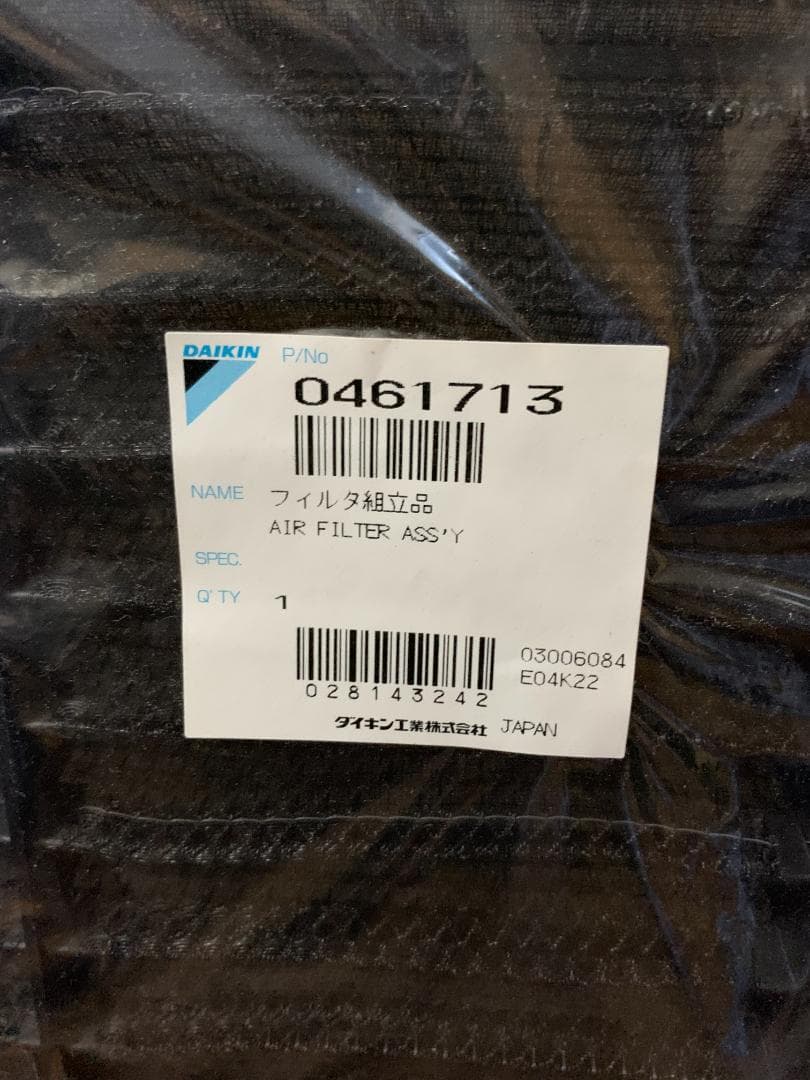 DAIKIN P/No
0461713
NAME フィルタ組立品
AIR FILTER ASS'Y
SPEC.
Q'TY 1
03006084
028143242 E04K22
ダイキン工業株式会社 JAPAN